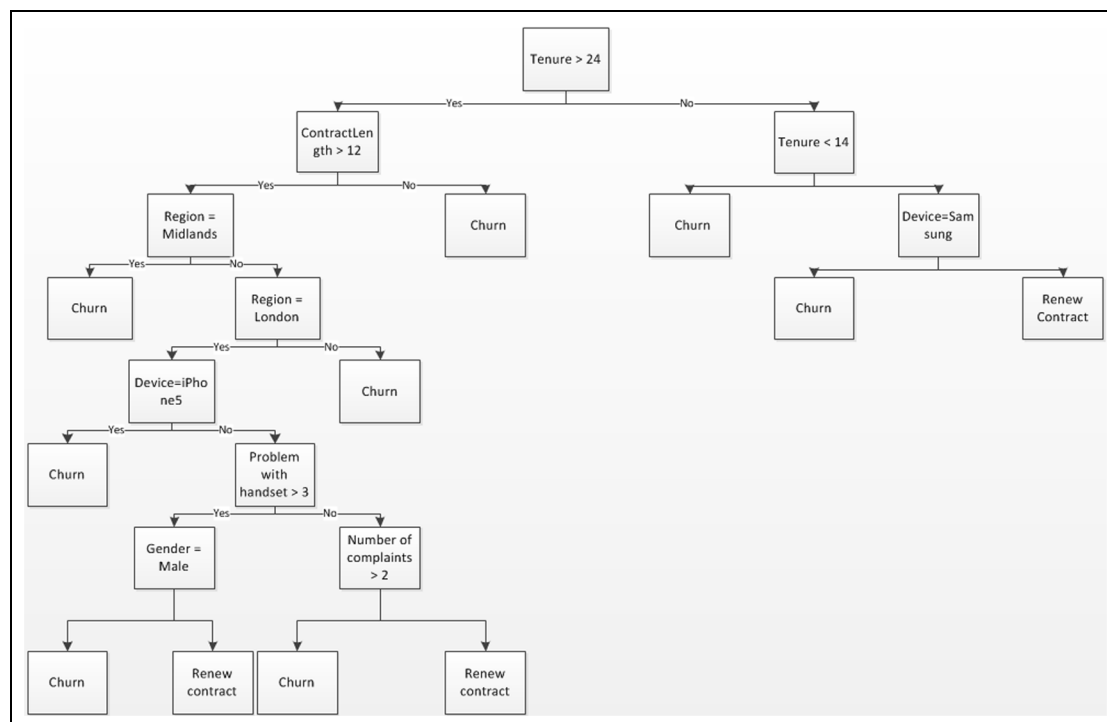 Tenure > 24
Yes
No
ContractLen
gth > 12
Tenure < 14
Yes
No
Region =
Midlands
Churn
Churn
Device=Sam
sung
Yes
No
Churn
Region =
London
Churn
Renew
Contract
Yes
No
Device=iPho
ne5
Churn
Yes
No
Churn
Problem
with
handset > 3
Yes
No
Gender =
Male
Number of
complaints
> 2
Churn
Renew
contract
Churn
Renew
contract